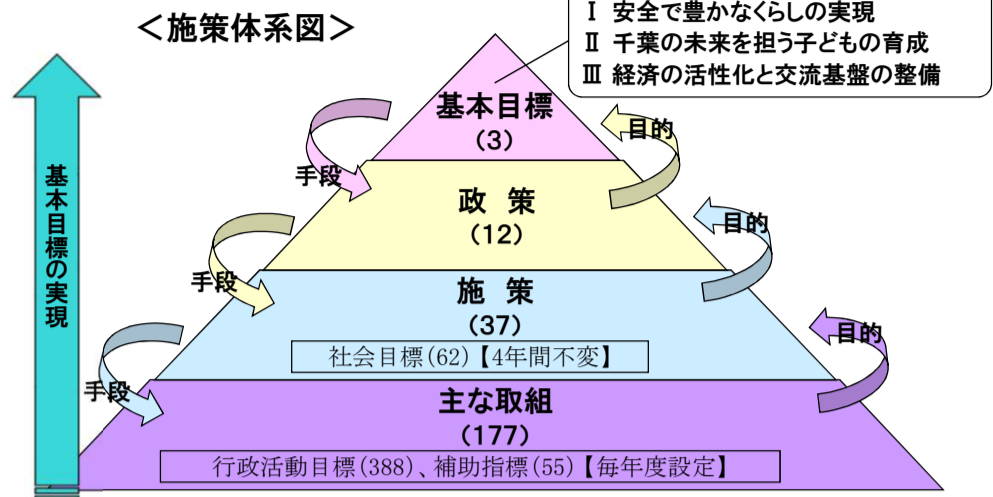 ＜施策体系図＞
Ⅰ 安全で豊かなくらしの実現
Ⅱ 千葉の未来を担う子どもの育成
Ⅲ 経済の活性化と交流基盤の整備
基本目標の実現
基本目標
(3)
手段
目的
政 策
(12)
手段
目的
施 策
(37)
社会目標(62)【4年間不変】
手段
目的
主な取組
(177)
行政活動目標(388)、補助指標(55)【毎年度設定】